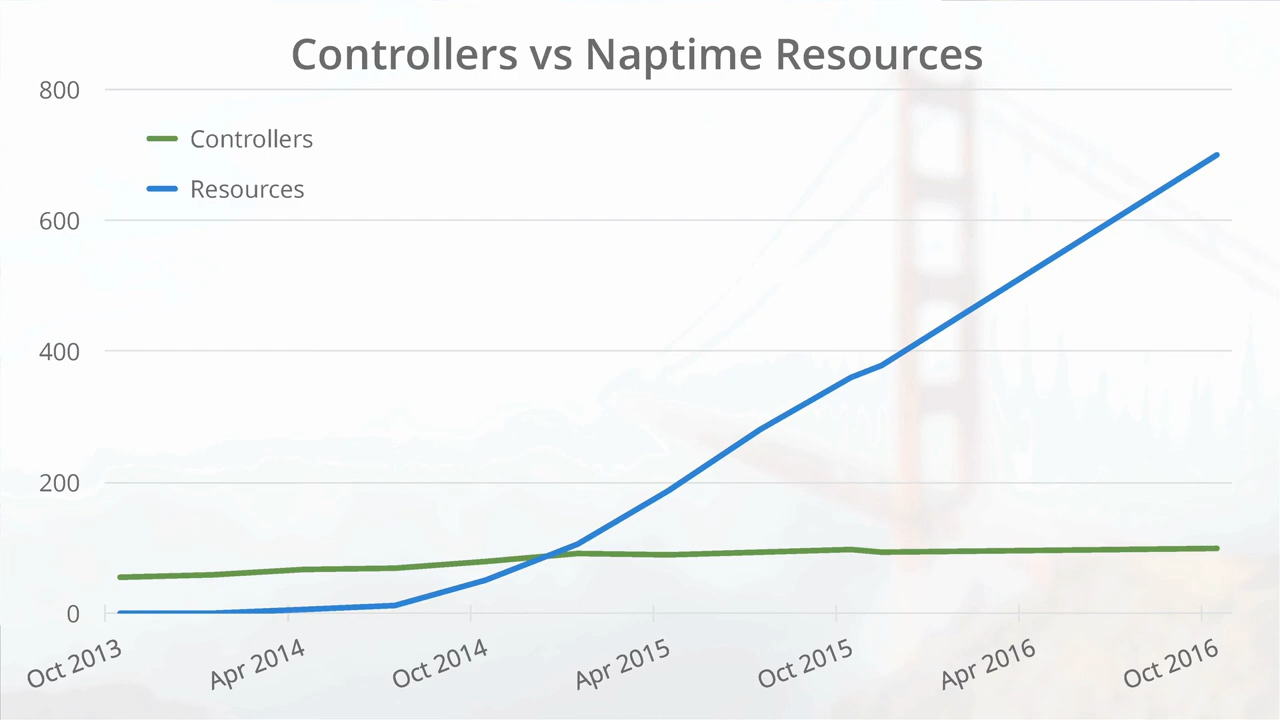 Controllers vs Naptime Resources
800
Controllers
Resources
600
400
200
0
Oct 2013
Apr 2014
Oct 2014
Apr 2015
Oct 2015
Apr 2016
Oct 2016